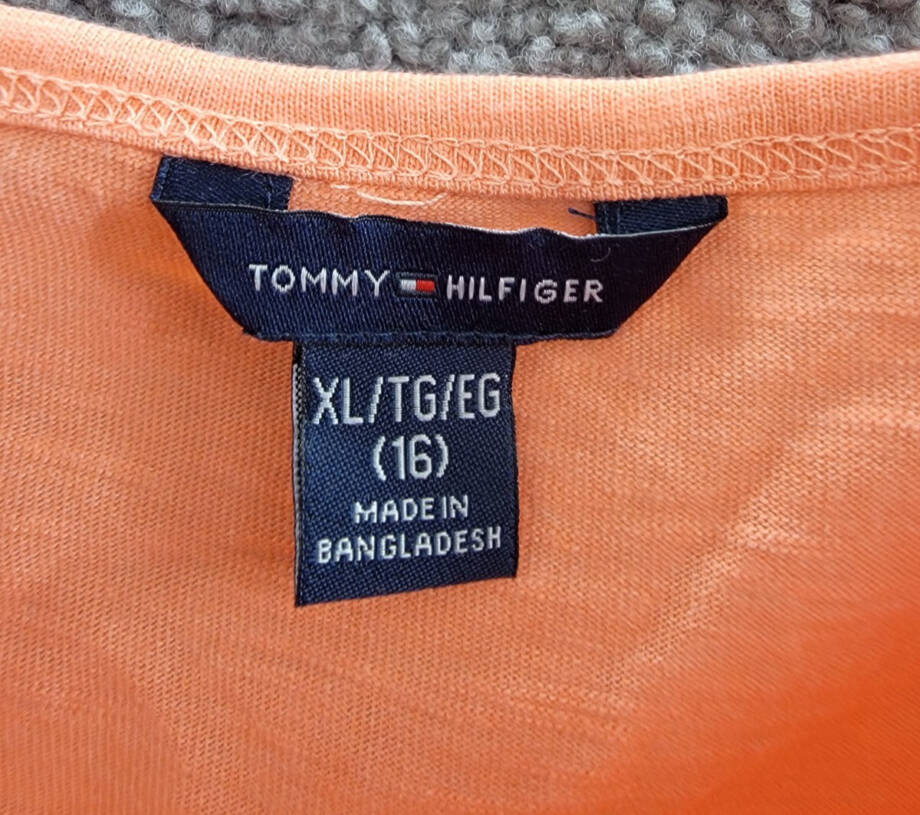 TOMMY HILFIGER
XL/TG/EG
(16)
MADE IN
BANGLADESH